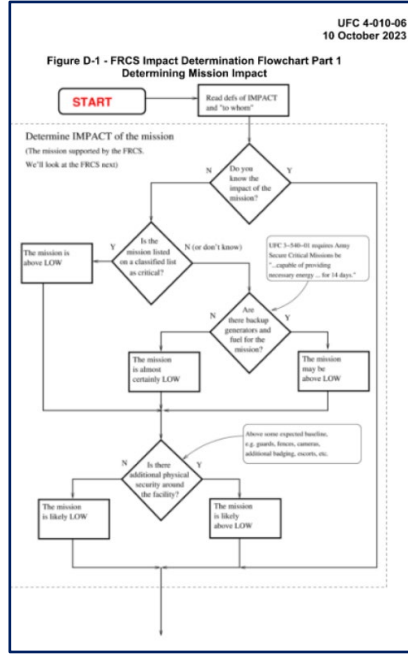 UFC 4-010-06
10 October 2023
Figure D-1 - FRCS Impact Determination Flowchart Part 1
Determining Mission Impact
START
Read defs of IMPACT
and "to whom"
Determine IMPACT of the mission
(The mission supported by the FRCS.
We'll look at the FRCS next)
N
Do you
know the
impact of the
mission?
Y
Y
Is the
mission listed
on a classified list
as critical?
N (or don't know)
UFC 3-540-01 requires Army
Secure Critical Missions be
"...capable of providing
necessary energy ... for 14 days."
The mission is
above LOW
N
Are
there backup
generators and
fuel for the
mission?
Y
The mission
is almost
certainly LOW
The mission
may be
above LOW
Above some expected baseline,
e.g. guards, fences, cameras,
additional badging, escorts, etc.
N
Is there
additional physical
security around
the facility?
Y
The mission
is likely LOW
The mission
is likely
above LOW